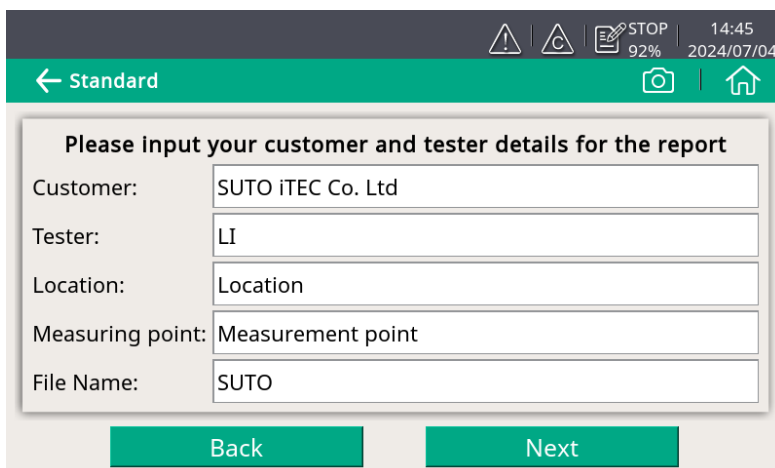 STOP 14:45
92% 2024/07/04
C
Standard
Please input your customer and tester details for the report
Customer: SUTO iTEC Co. Ltd
Tester: LI
Location: Location
Measuring point: Measurement point
File Name: SUTO
Back Next